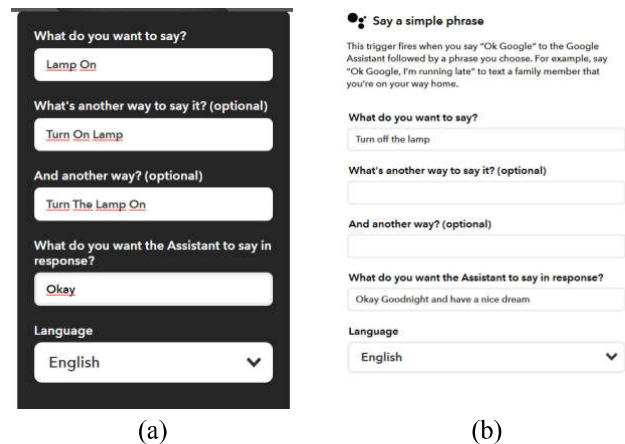 What do you want to say?
Lamp On
What's another way to say it? (optional)
Turn On Lamp
And another way? (optional)
Turn The Lamp On
What do you want the Assistant to say in
response?
Okay
Language
English
(a)
Say a simple phrase
This trigger fires when you say "Ok Google" to the Google
Assistant followed by a phrase you choose. For example, say
"Ok Google, I'm running late" to text a family member that
you're on your way home.
What do you want to say?
Turn off the lamp
What's another way to say it? (optional)
And another way? (optional)
What do you want the Assistant to say in response?
Okay Goodnight and have a nice dream
Language
English
(b)